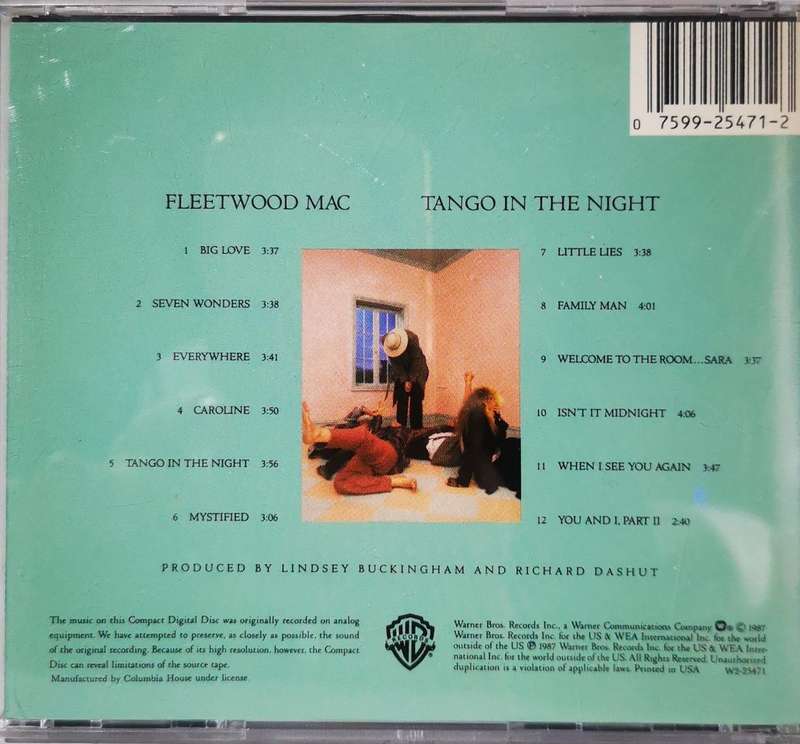 0 7599-25471-2
FLEETWOOD MAC TANGO IN THE NIGHT
1 BIG LOVE 3:37
2 SEVEN WONDERS 3:38
3 EVERYWHERE 3:41
4 CAROLINE 3:50
5 TANGO IN THE NIGHT 3:56
6 MYSTIFIED 3:06
7 LITTLE LIES 3:38
8 FAMILY MAN 4:01
9 WELCOME TO THE ROOM...SARA 3:37
10 ISN'T IT MIDNIGHT 4:06
11 WHEN I SEE YOU AGAIN 3:47
12 YOU AND I, PART II 2:40
PRODUCED BY LINDSEY BUCKINGHAM AND RICHARD DASHUT
The music on this Compact Digital Disc was originally recorded on analog
equipment. We have attempted to preserve, as closely as possible, the sound
of the original recording. Because of its high resolution, however, the Compact
Disc can reveal limitations of the source tape.
Manufactured by Columbia House under license.
WB
RECORDS
Warner Bros. Records Inc., a Warner Communications Company ® © 1987
Warner Bros. Records Inc. for the US & WEA International Inc. for the world
outside of the US ℗ 1987 Warner Bros. Records Inc. for the US & WEA Inter-
national Inc. for the world outside of the US. All Rights Reserved. Unauthorized
duplication is a violation of applicable laws. Printed in USA W2-25471